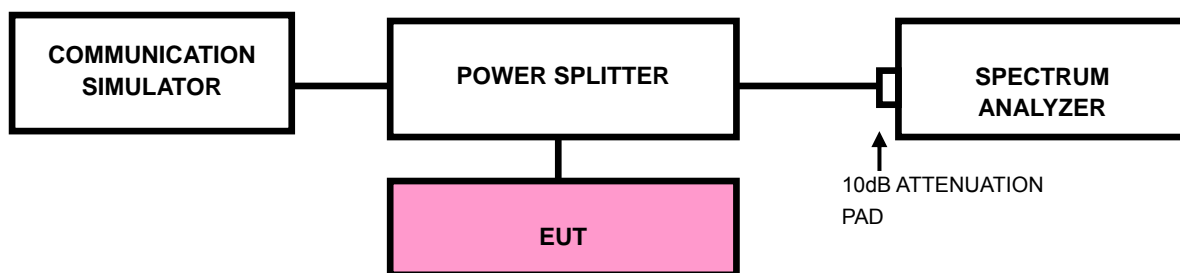 COMMUNICATION
SIMULATOR
POWER SPLITTER
SPECTRUM
ANALYZER
10dB ATTENUATION
PAD
EUT